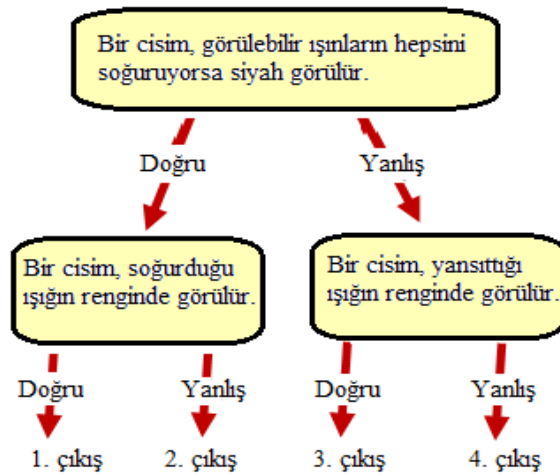 Bir cisim, görülebilir ışınların hepsini
soğuruyorsa siyah görülür.
Doğru
Yanlış
Bir cisim, soğurduğu
ışığın renginde görülür.
Bir cisim, yansıttığı
ışığın renginde görülür.
Doğru
Yanlış
Doğru
Yanlış
1. çıkış
2. çıkış
3. çıkış
4. çıkış